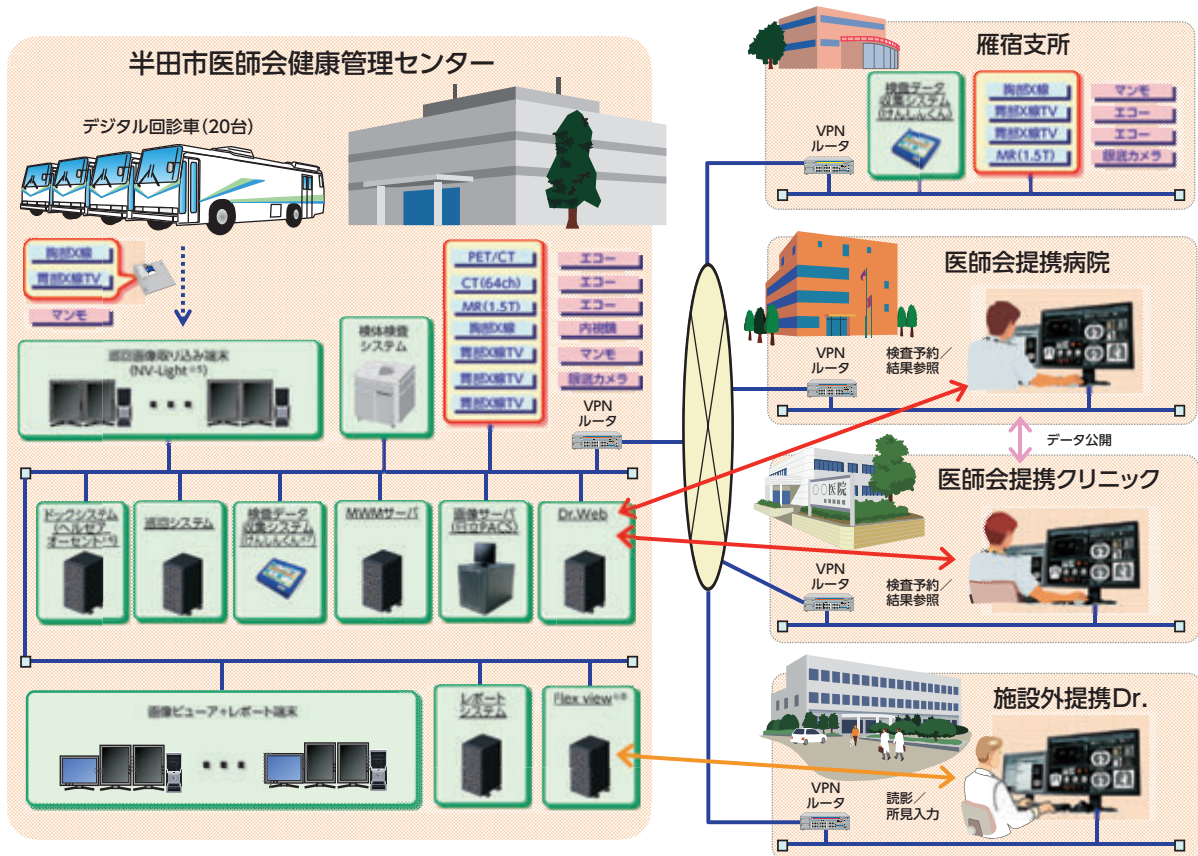 半田市医師会健康管理センター
デジタル回診車(20台)
胸部X線
胃部X線TV
マンモ
巡回画像取り込み端末
(NV-Light※5)
検体検査
システム
PET/CT
CT(64ch)
MR(1.5T)
胸部X線
胃部X線TV
胃部X線TV
胃部X線TV
エコー
エコー
エコー
内視鏡
マンモ
眼底カメラ
VPN
ルータ
ドックシステム
(ヘルゼア
オーセント※6)
巡回システム
検査データ
収集システム
(けんしんくん※7)
MWMサーバ
画像サーバ
(日立PACS)
Dr.Web
画像ビューア+レポート端末
レポート
システム
Flex view※8
雁宿支所
VPN
ルータ
検査データ
収集システム
(けんしんくん)
胸部X線
胃部X線TV
胃部X線TV
MR(1.5T)
マンモ
エコー
エコー
眼底カメラ
医師会提携病院
VPN
ルータ
検査予約/
結果参照
データ公開
医師会提携クリニック
○○医院
VPN
ルータ
検査予約/
結果参照
施設外提携Dr.
VPN
ルータ
読影/
所見入力